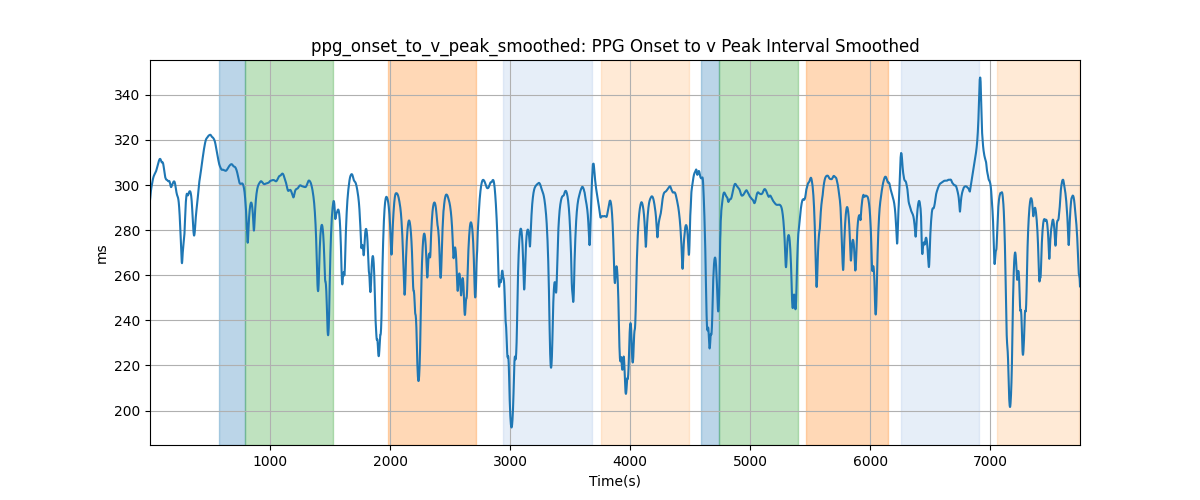 ppg_onset_to_v_peak_smoothed: PPG Onset to v Peak Interval Smoothed
340
320
300
280
260
240
220
200
ms
1000 2000 3000 4000 5000 6000 7000
Time(s)